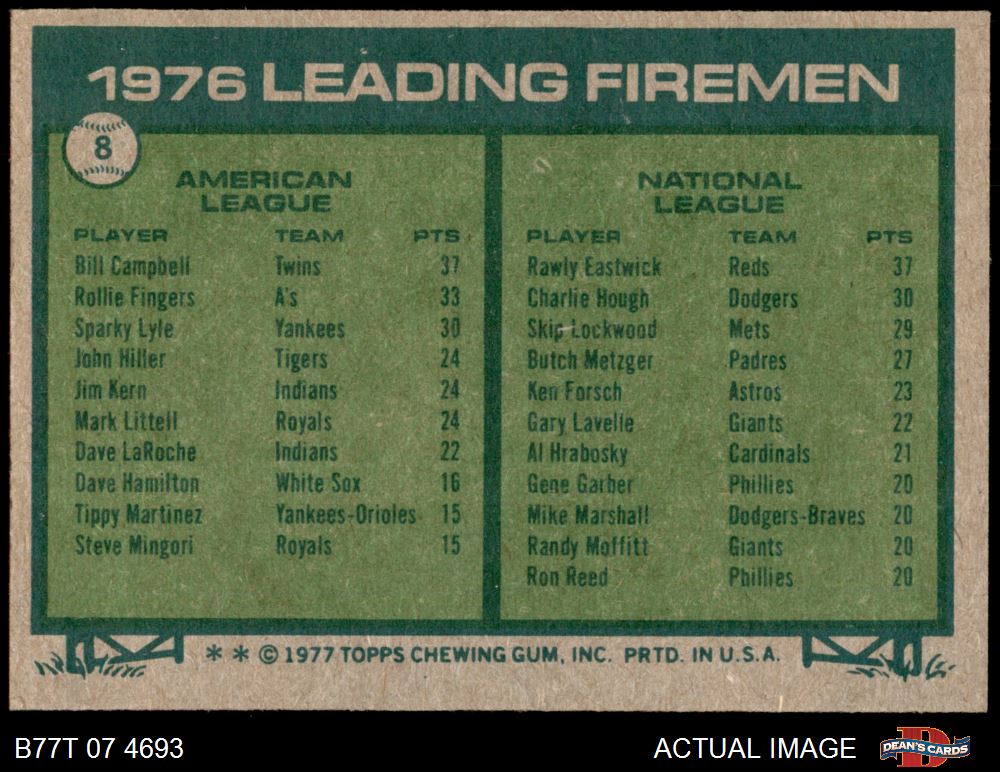 1976 LEADING FIREMEN
8
AMERICAN
LEAGUE
PLAYER TEAM PTS
Bill Campbell Twins 37
Rollie Fingers A's 33
Sparky Lyle Yankees 30
John Hiller Tigers 24
Jim Kern Indians 24
Mark Littell Royals 24
Dave LaRoche Indians 22
Dave Hamilton White Sox 16
Tippy Martinez Yankees-Orioles 15
Steve Mingori Royals 15
NATIONAL
LEAGUE
PLAYER TEAM PTS
Rawly Eastwick Reds 37
Charlie Hough Dodgers 30
Skip Lockwood Mets 29
Butch Metzger Padres 27
Ken Forsch Astros 23
Gary Lavelle Giants 22
Al Hrabosky Cardinals 21
Gene Garber Phillies 20
Mike Marshall Dodgers-Braves 20
Randy Moffitt Giants 20
Ron Reed Phillies 20
* * © 1977 TOPPS CHEWING GUM, INC. PRTD. IN U.S.A.
B77T 07 4693
ACTUAL IMAGE
D
DEAN'S CARDS